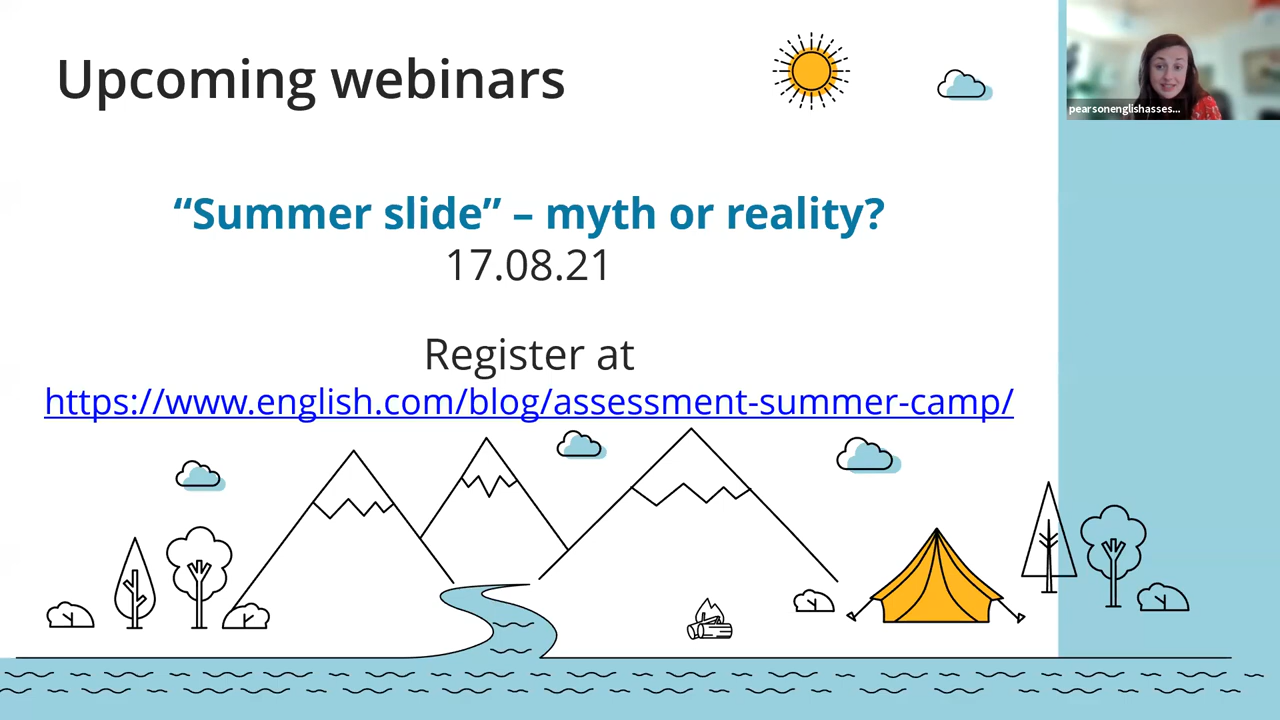 Upcoming webinars
pearsonenglishasses...
“Summer slide” – myth or reality?
17.08.21
Register at
https://www.english.com/blog/assessment-summer-camp/